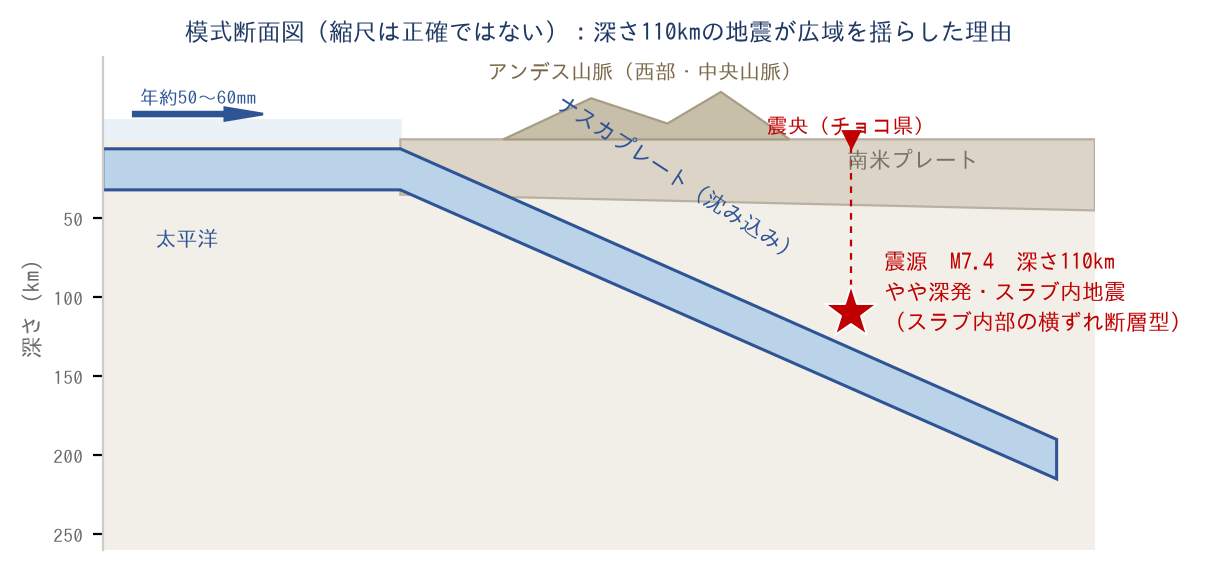 模式断面図（縮尺は正確ではない）：深さ110kmの地震が広域を揺らした理由
アンデス山脈（西部・中央山脈）
年約50～60mm
震央（チョコ県）
南米プレート
ナスカプレート（沈み込み）
太平洋
震源　M7.4　深さ110km
やや深発・スラブ内地震
（スラブ内部の横ずれ断層型）
深さ（km）
50
100
150
200
250